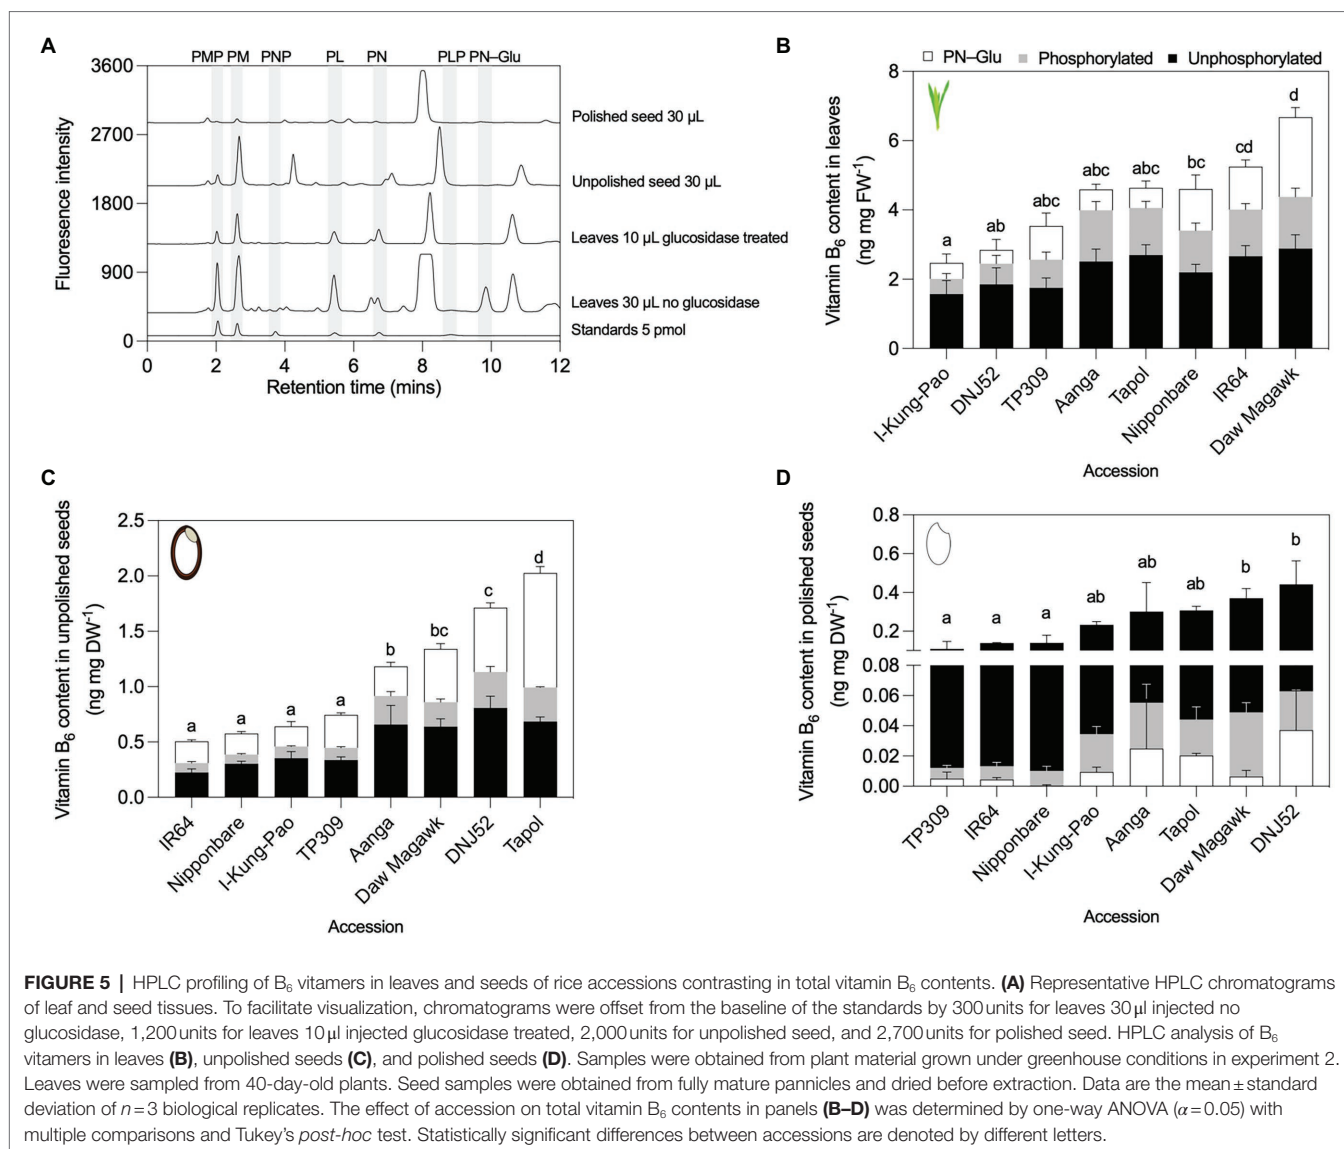 A
PMP PM PNP PL PN PLP PN–Glu
3600
2700
1800
900
0
Fluoresence intensity
Polished seed 30 µL
Unpolished seed 30 µL
Leaves 10 µL glucosidase treated
Leaves 30 µL no glucosidase
Standards 5 pmol
0 2 4 6 8 10 12
Retention time (mins)
B
PN–Glu Phosphorylated Unphosphorylated
8
6
4
2
0
Vitamin B6 content in leaves
(ng mg FW-1)
a ab abc abc abc bc cd d
I-Kung-Pao DNJ52 TP309 Aanga Tapol Nipponbare IR64 Daw Magawk
Accession
C
2.5
2.0
1.5
1.0
0.5
0.0
Vitamin B6 content in unpolished seeds
(ng mg DW-1)
a a a a b bc c d
IR64 Nipponbare I-Kung-Pao TP309 Aanga Daw Magawk DNJ52 Tapol
Accession
D
0.8
0.6
0.4
0.2
0.08
0.06
0.04
0.02
0.00
Vitamin B6 content in polished seeds
(ng mg DW-1)
a a a ab ab ab b b
TP309 IR64 Nipponbare I-Kung-Pao Aanga Tapol Daw Magawk DNJ52
Accession
FIGURE 5 | HPLC profiling of B6 vitamers in leaves and seeds of rice accessions contrasting in total vitamin B6 contents. (A) Representative HPLC chromatograms
of leaf and seed tissues. To facilitate visualization, chromatograms were offset from the baseline of the standards by 300 units for leaves 30 µl injected no
glucosidase, 1,200 units for leaves 10 µl injected glucosidase treated, 2,000 units for unpolished seed, and 2,700 units for polished seed. HPLC analysis of B6
vitamers in leaves (B), unpolished seeds (C), and polished seeds (D). Samples were obtained from plant material grown under greenhouse conditions in experiment 2.
Leaves were sampled from 40-day-old plants. Seed samples were obtained from fully mature pannicles and dried before extraction. Data are the mean ± standard
deviation of n = 3 biological replicates. The effect of accession on total vitamin B6 contents in panels (B–D) was determined by one-way ANOVA (α = 0.05) with
multiple comparisons and Tukey's post-hoc test. Statistically significant differences between accessions are denoted by different letters.